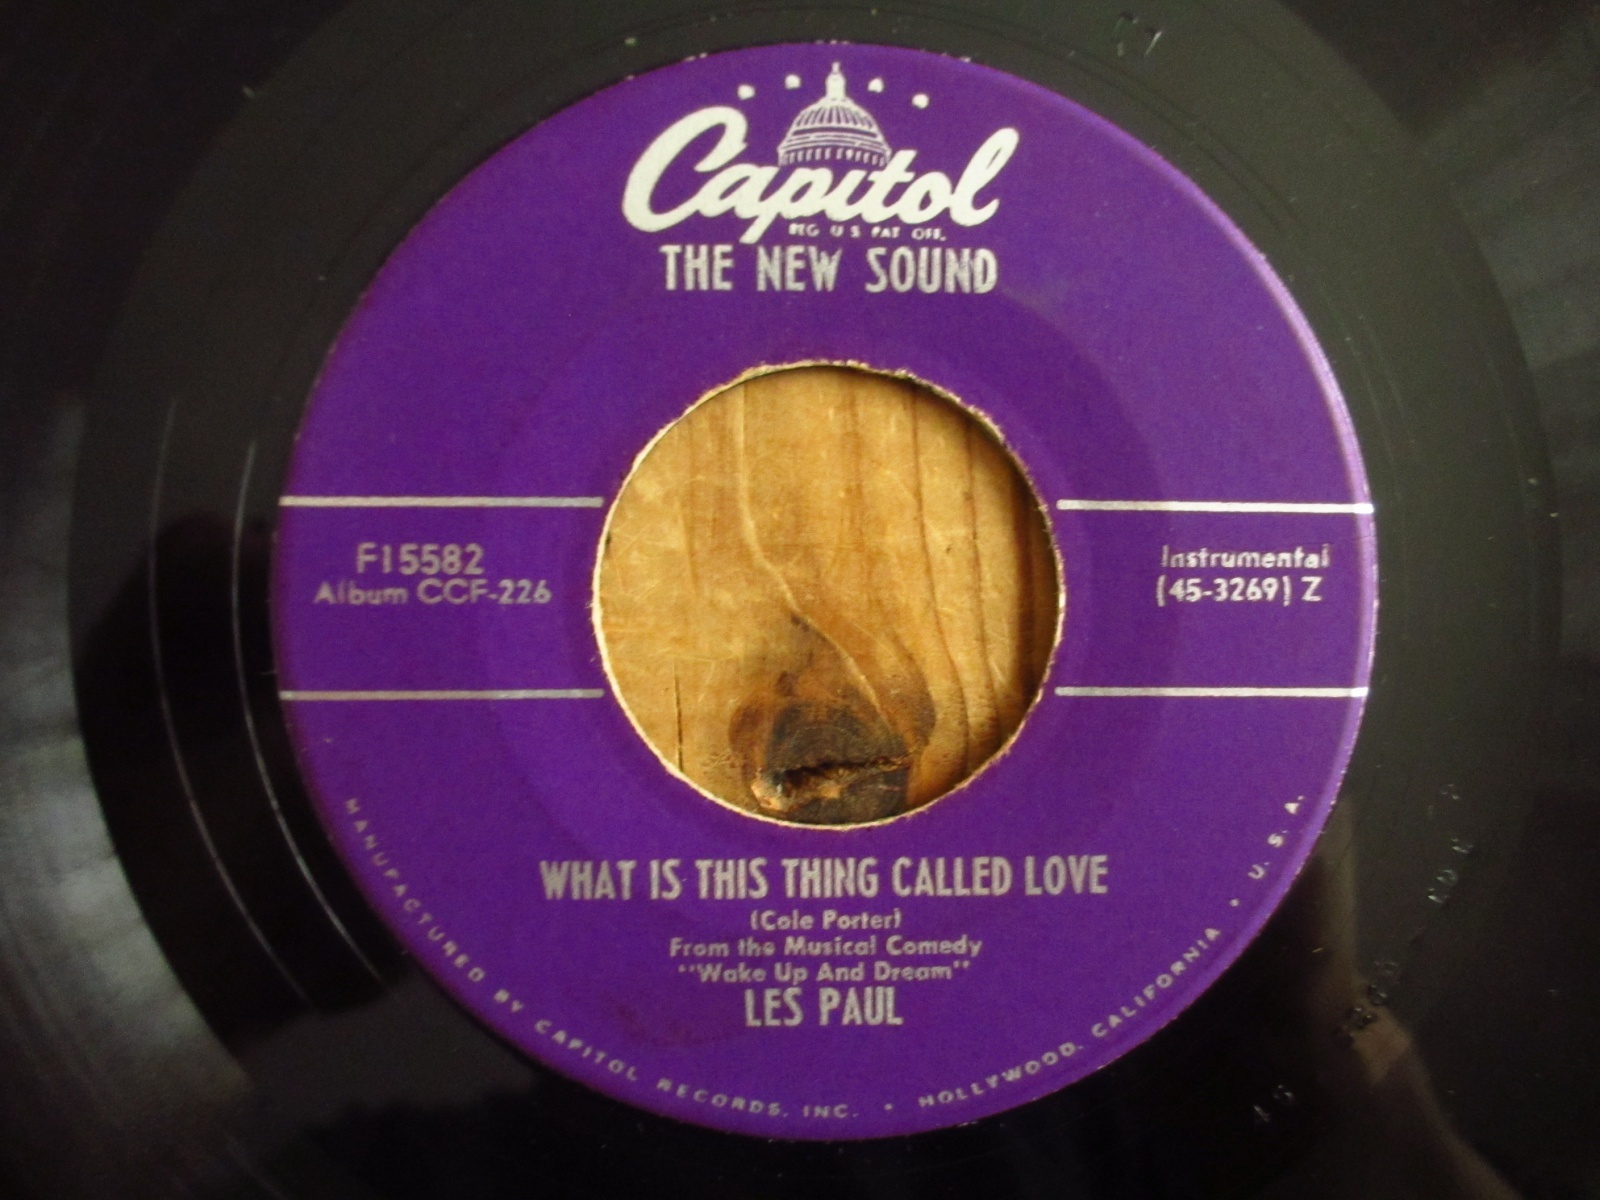 Capitol
REG U S PAT OFF.
THE NEW SOUND
F15582
Album CCF-226
Instrumental
(45-3269) Z
WHAT IS THIS THING CALLED LOVE
(Cole Porter)
From the Musical Comedy
"Wake Up And Dream"
LES PAUL
MANUFACTURED BY CAPITOL RECORDS, INC. • HOLLYWOOD, CALIFORNIA • U. S. A.